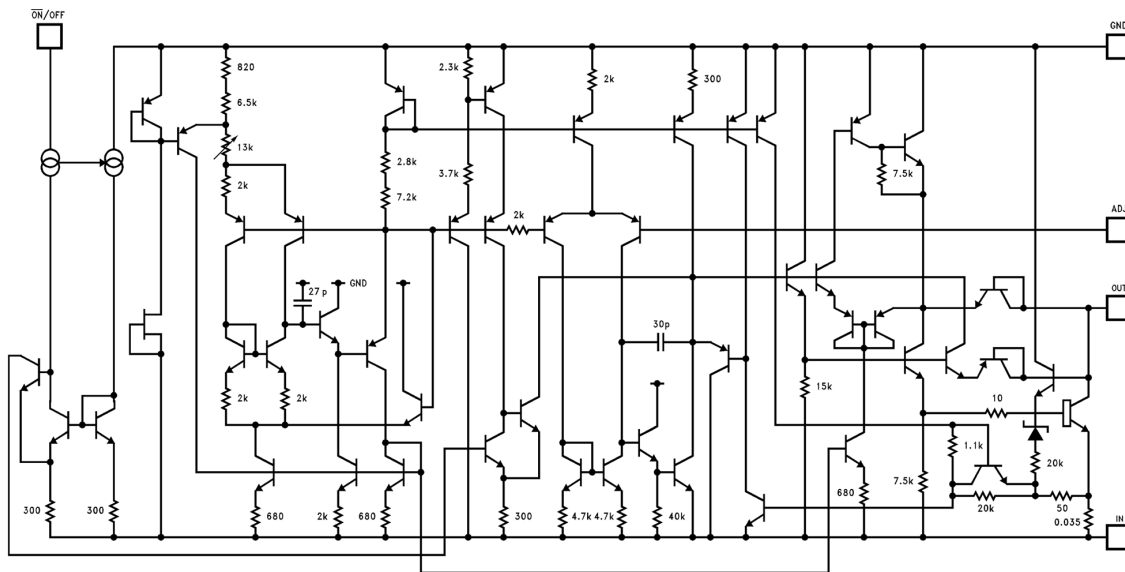 ON/OFF
GND
820
2.3k
2k
300
6.5k
13k
2.8k
3.7k
7.5k
2k
7.2k
ADJ
2k
27p
GND
OUT
30p
15k
2k
2k
10
1.1k
20k
680
2k
680
300
4.7k
4.7k
40k
680
7.5k
20k
50
0.035
300
300
IN